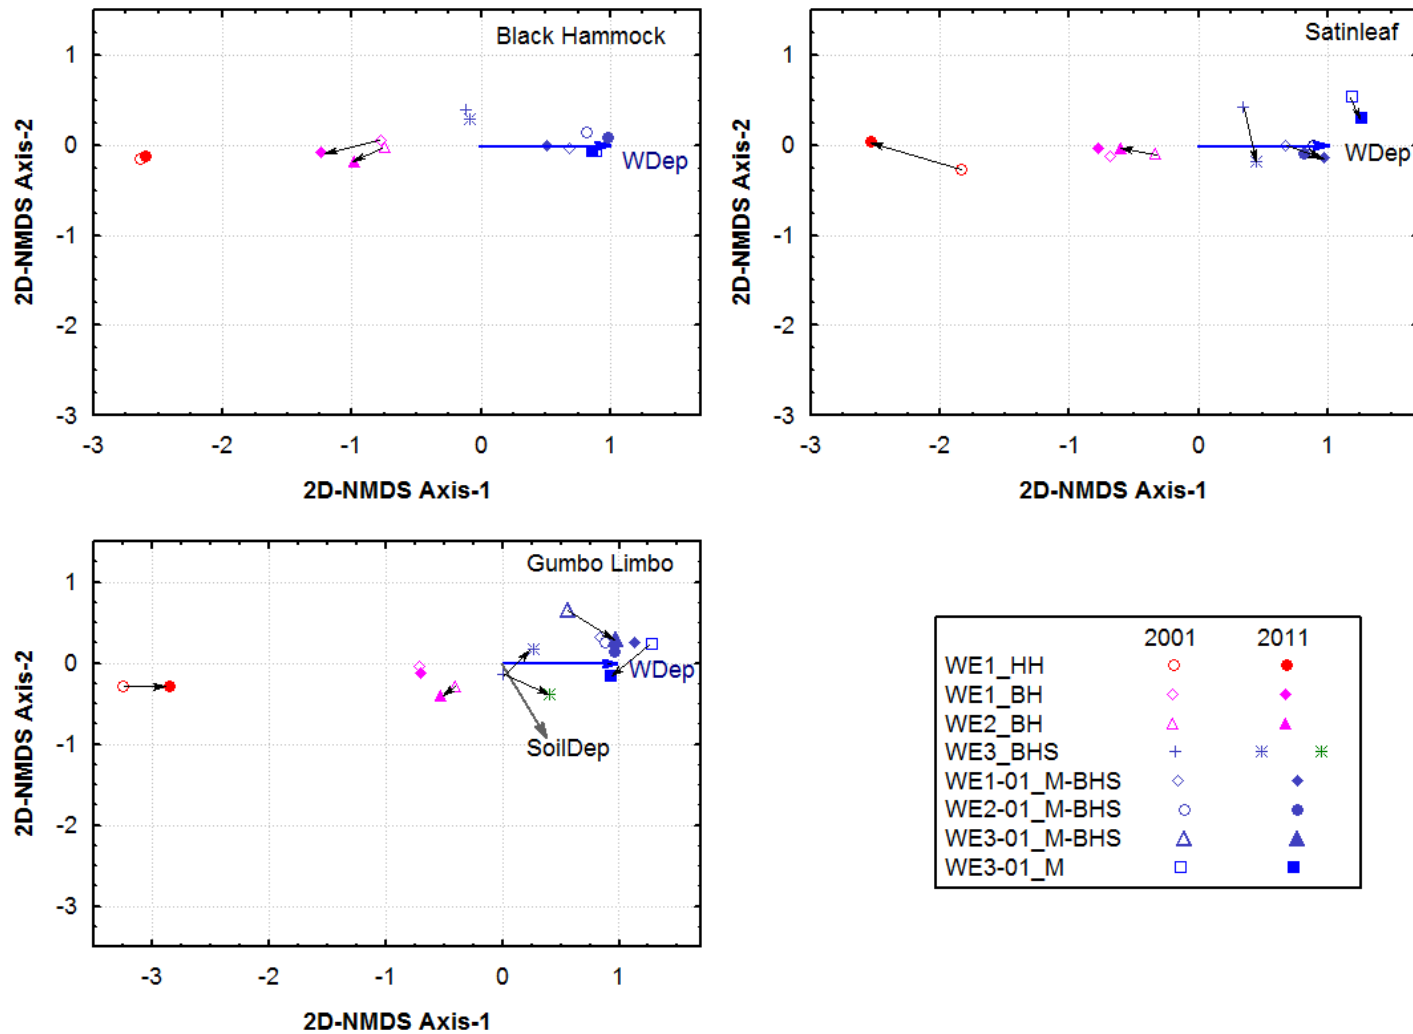 Black Hammock
1
0
-1
-2
-3
2D-NMDS Axis-2
WDep
-3 -2 -1 0 1
2D-NMDS Axis-1
Satinleaf
1
0
-1
-2
-3
2D-NMDS Axis-2
WDep
-3 -2 -1 0 1
2D-NMDS Axis-1
Gumbo Limbo
1
0
-1
-2
-3
2D-NMDS Axis-2
WDep
SoilDep
-3 -2 -1 0 1
2D-NMDS Axis-1
2001 2011
WE1_HH
WE1_BH
WE2_BH
WE3_BHS
WE1-01_M-BHS
WE2-01_M-BHS
WE3-01_M-BHS
WE3-01_M